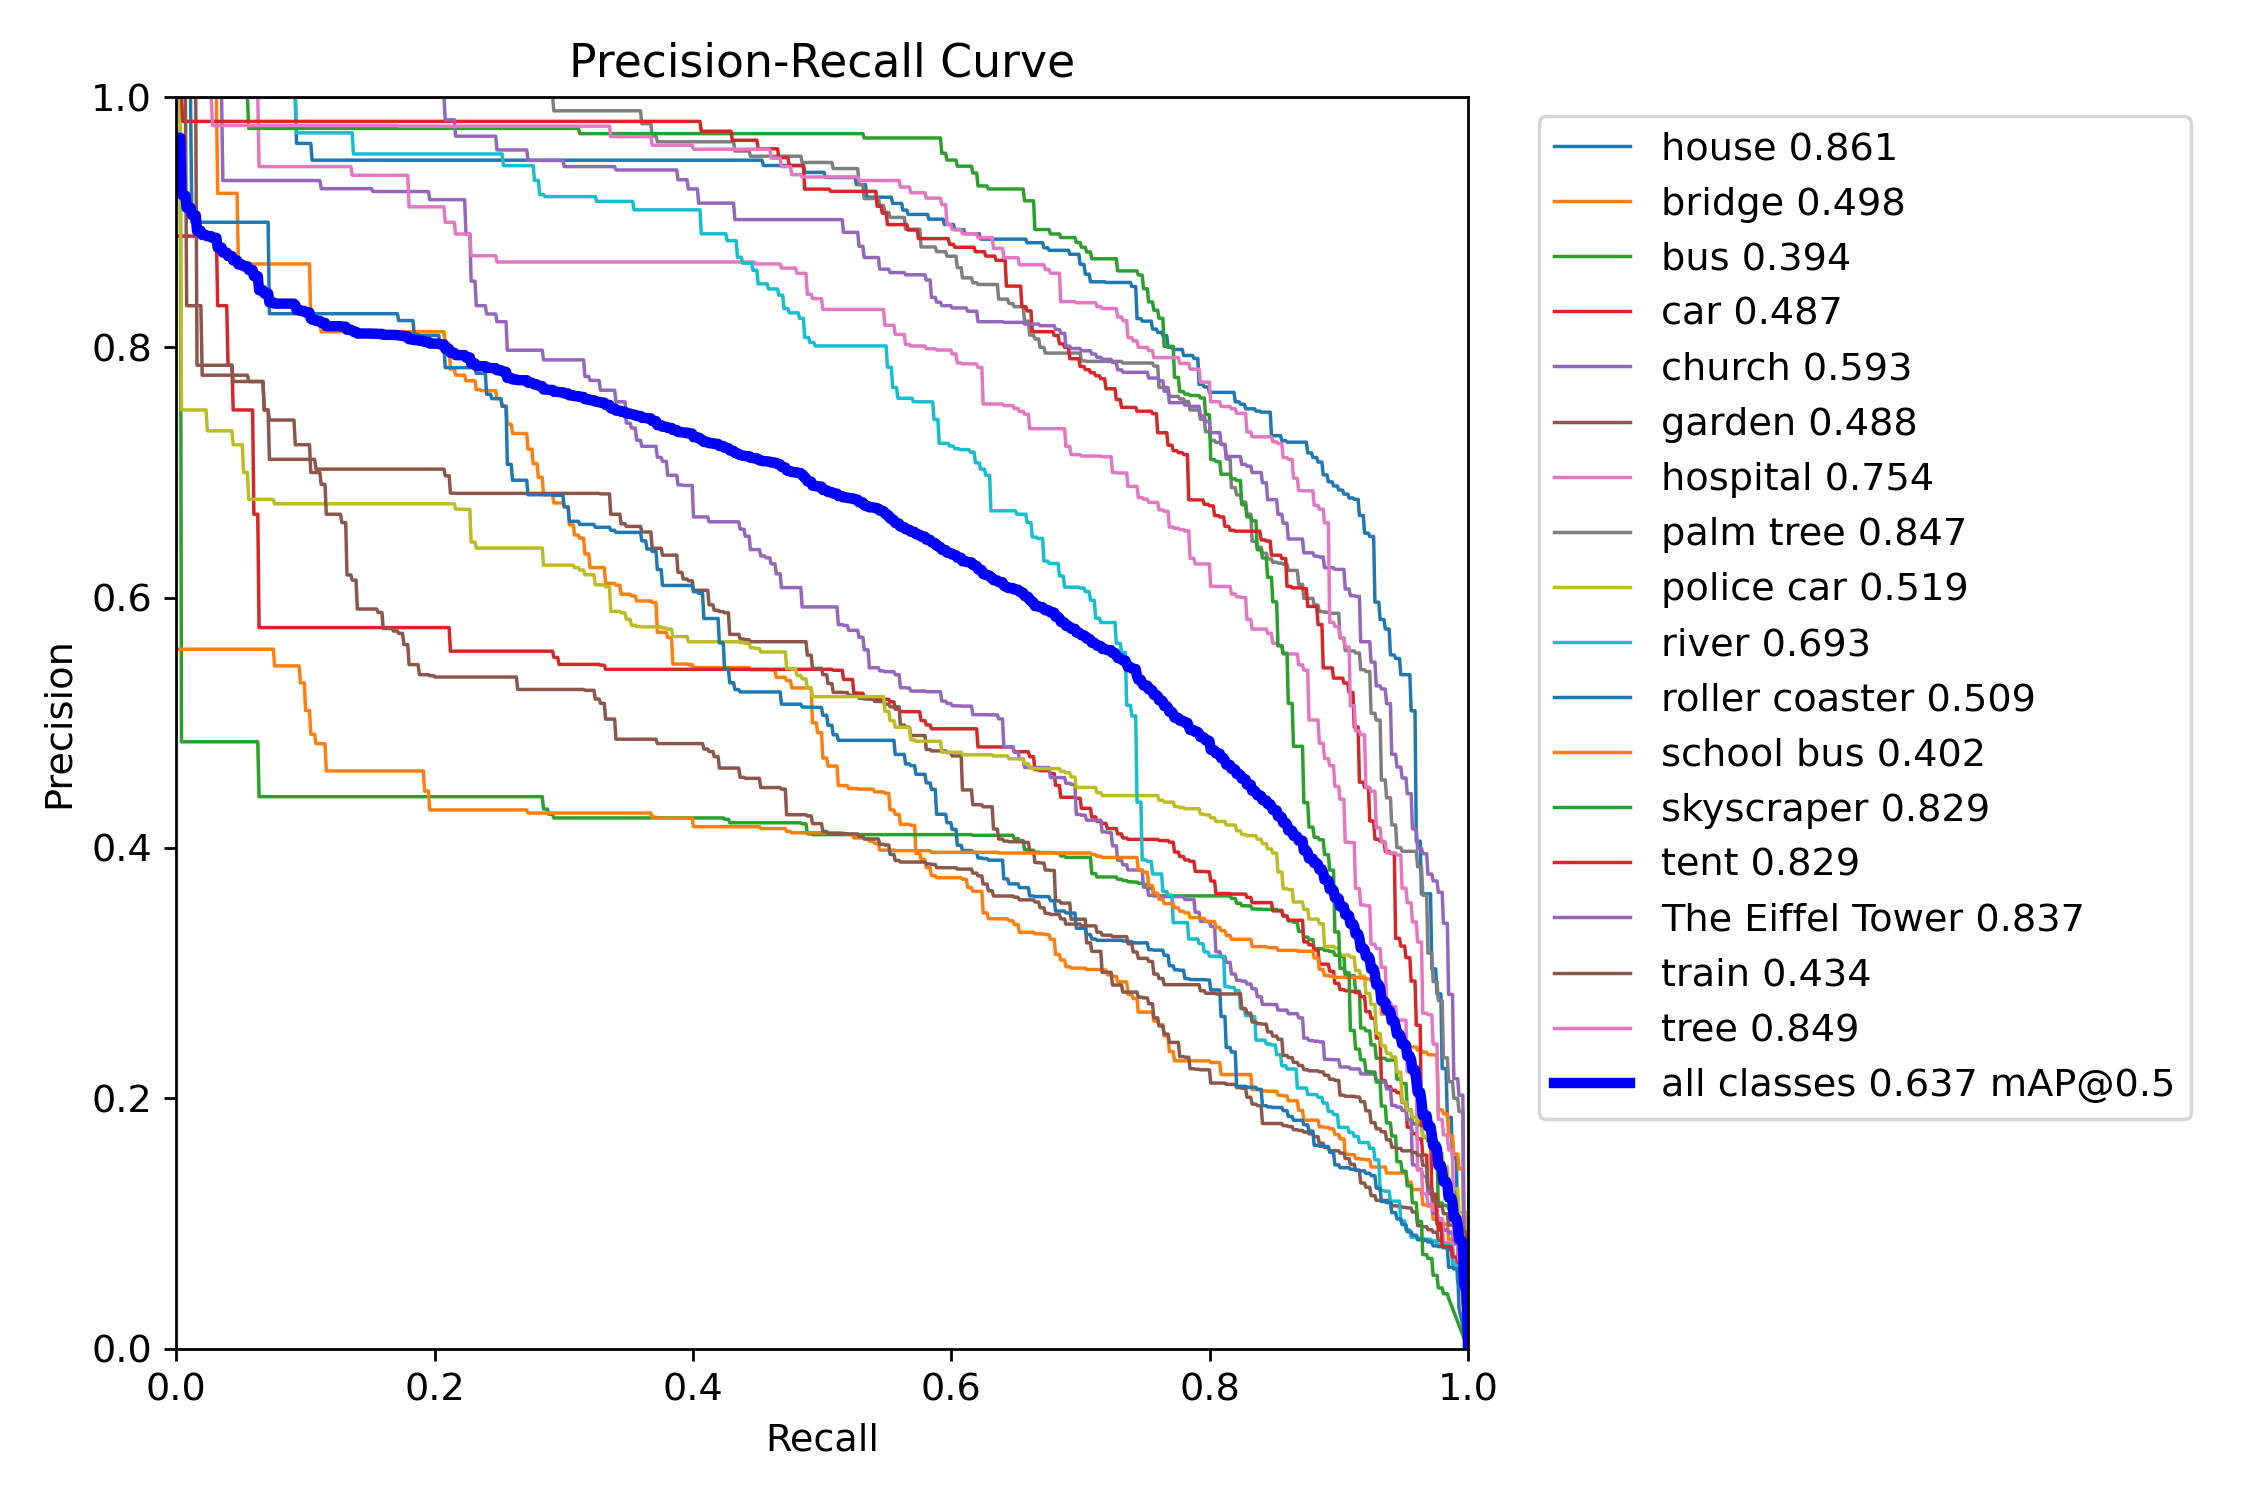 Precision-Recall Curve
1.0
0.8
0.6
0.4
0.2
0.0
Precision
0.0 0.2 0.4 0.6 0.8 1.0
Recall
house 0.861
bridge 0.498
bus 0.394
car 0.487
church 0.593
garden 0.488
hospital 0.754
palm tree 0.847
police car 0.519
river 0.693
roller coaster 0.509
school bus 0.402
skyscraper 0.829
tent 0.829
The Eiffel Tower 0.837
train 0.434
tree 0.849
all classes 0.637 mAP@0.5